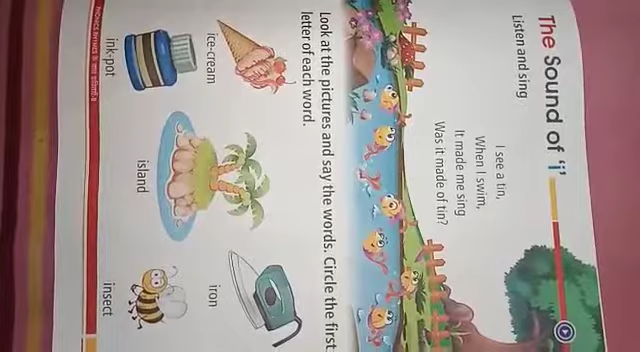 The Sound of 'i'
Listen and sing
I see a tin,
When I swim,
It made me sing
Was it made of tin?
Look at the pictures and say the words. Circle the first
letter of each word.
ice-cream
iron
ink-pot
island
insect